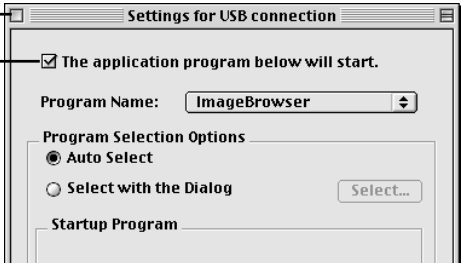 Settings for USB connection
The application program below will start.
Program Name: ImageBrowser
Program Selection Options
Auto Select
Select with the Dialog Select...
Startup Program